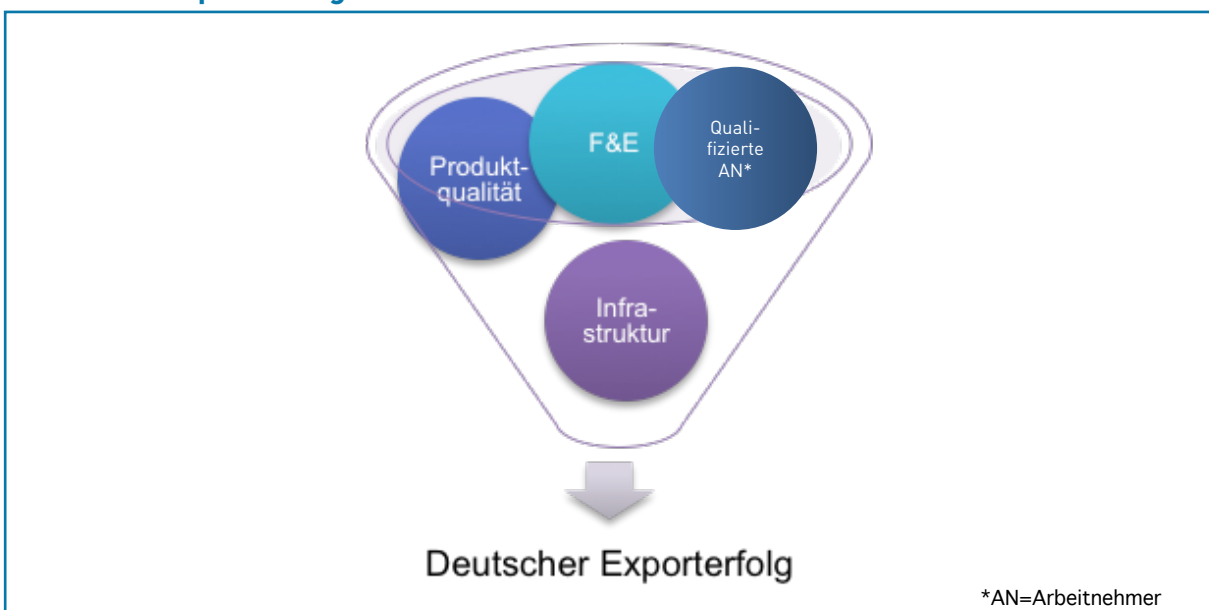 F&E
Quali-
fizierte
AN*
Produkt-
qualität
Infra-
struktur
Deutscher Exporterfolg
*AN=Arbeitnehmer